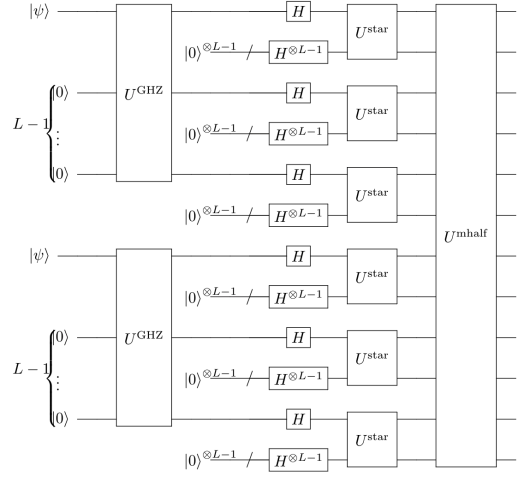 |ψ⟩ H
U^star
|0⟩^{⊗L−1} H^{⊗L−1}
|0⟩ U^GHZ H
U^star
L − 1 ⋮ |0⟩^{⊗L−1} H^{⊗L−1}
|0⟩ H
U^star
|0⟩^{⊗L−1} H^{⊗L−1}
U^mhalf
|ψ⟩ H
U^star
|0⟩^{⊗L−1} H^{⊗L−1}
|0⟩ U^GHZ H
U^star
L − 1 ⋮ |0⟩^{⊗L−1} H^{⊗L−1}
|0⟩ H
U^star
|0⟩^{⊗L−1} H^{⊗L−1}